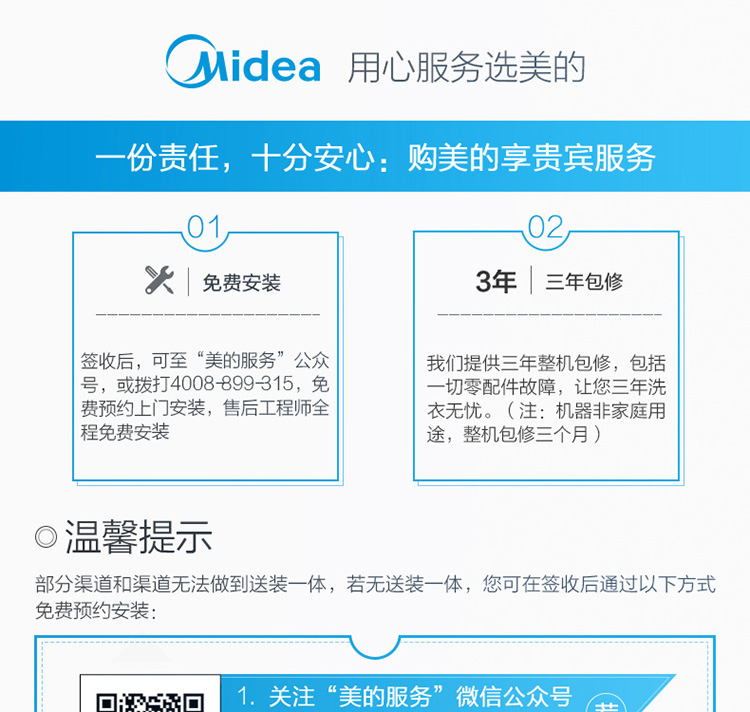 Midea 用心服务选美的
一份责任，十分安心：购美的享贵宾服务
01
免费安装
签收后，可至“美的服务”公众
号，或拨打4008-899-315，免
费预约上门安装，售后工程师全
程免费安装
02
3年 三年包修
我们提供三年整机包修，包括
一切零配件故障，让您三年洗
衣无忧。（注：机器非家庭用
途，整机包修三个月）
温馨提示
部分渠道和渠道无法做到送装一体，若无送装一体，您可在签收后通过以下方式
免费预约安装：
1. 关注“美的服务”微信公众号